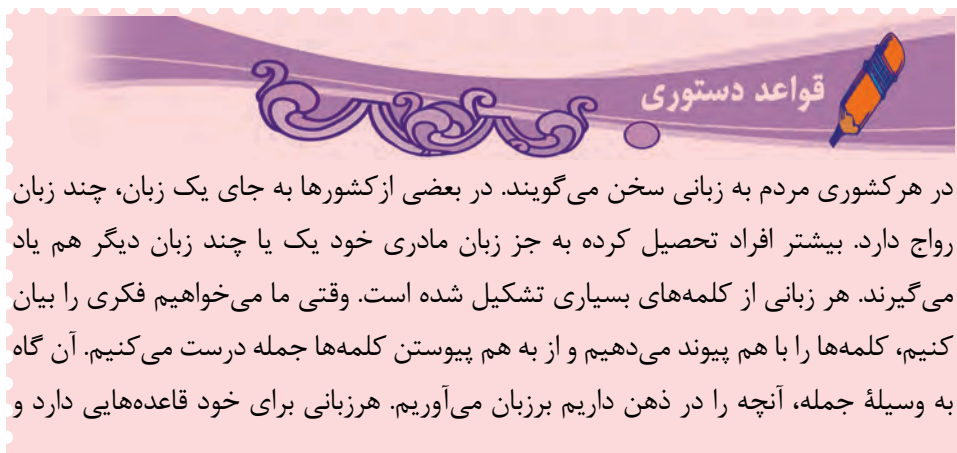 قواعد دستوری
در هرکشوری مردم به زبانی سخن می‌گویند. در بعضی ازکشورها به جای یک زبان، چند زبان
رواج دارد. بیشتر افراد تحصیل کرده به جز زبان مادری خود یک یا چند زبان دیگر هم یاد
می‌گیرند. هر زبانی از کلمه‌های بسیاری تشکیل شده است. وقتی ما می‌خواهیم فکری را بیان
کنیم، کلمه‌ها را با هم پیوند می‌دهیم و از به هم پیوستن کلمه‌ها جمله درست می‌کنیم. آن گاه
به وسیلهٔ جمله، آنچه را در ذهن داریم برزبان می‌آوریم. هرزبانی برای خود قاعده‌هایی دارد و